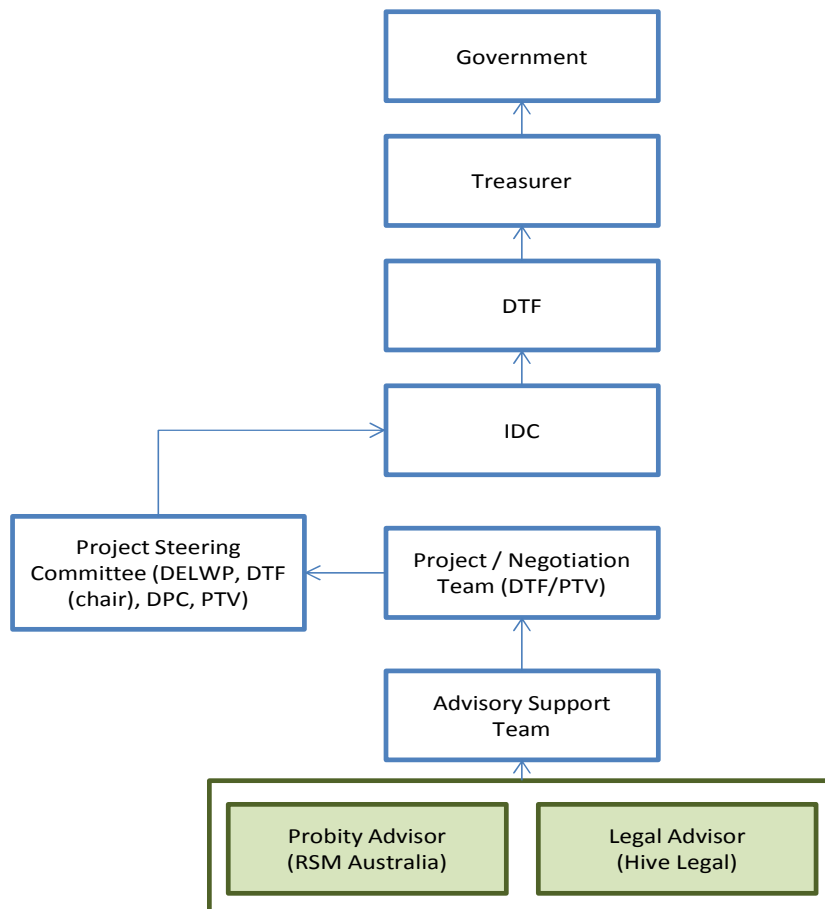 Government
Treasurer
DTF
IDC
Project Steering
Committee (DELWP, DTF
(chair), DPC, PTV)
Project / Negotiation
Team (DTF/PTV)
Advisory Support
Team
Probity Advisor
(RSM Australia)
Legal Advisor
(Hive Legal)